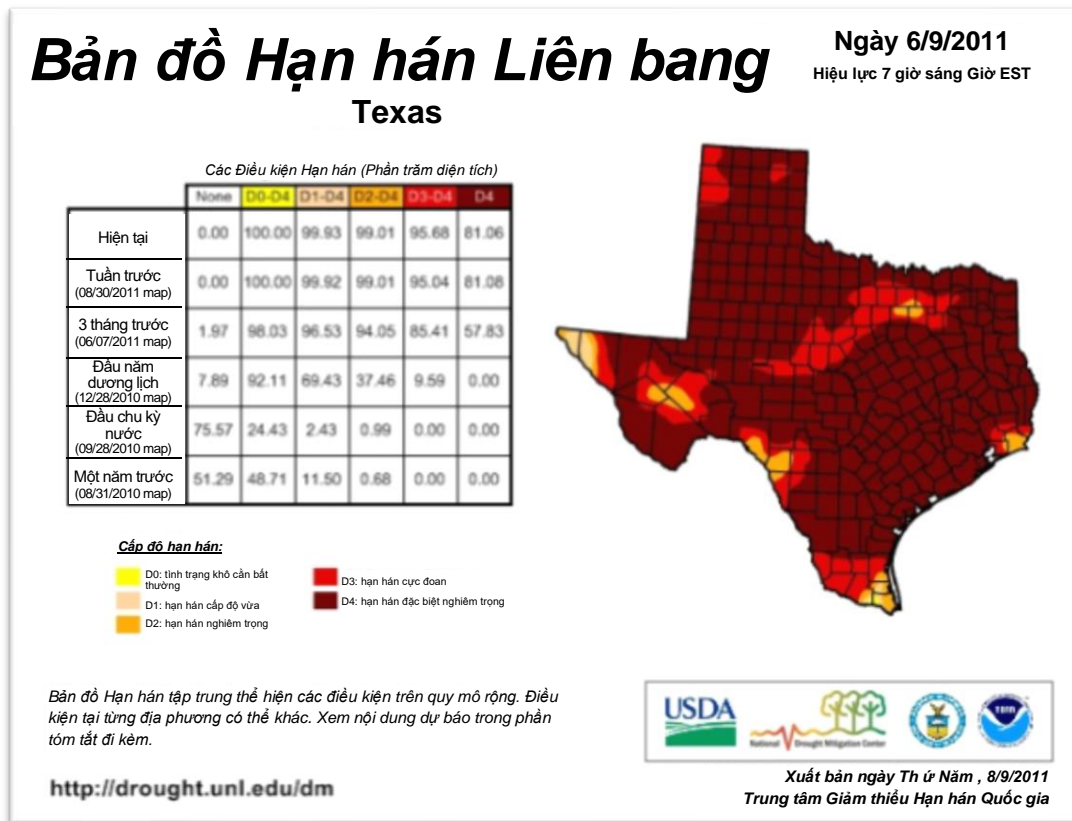 Bản đồ Hạn hán Liên bang
Texas
Ngày 6/9/2011
Hiệu lực 7 giờ sáng Giờ EST
Các Điều kiện Hạn hán (Phần trăm diện tích)
None D0-D4 D1-D4 D2-D4 D3-D4 D4
Hiện tại 0.00 100.00 99.93 99.01 95.68 81.06
Tuần trước
(08/30/2011 map) 0.00 100.00 99.92 99.01 95.04 81.08
3 tháng trước
(06/07/2011 map) 1.97 98.03 96.53 94.05 85.41 57.83
Đầu năm
dương lịch
(12/28/2010 map) 7.89 92.11 69.43 37.46 9.59 0.00
Đầu chu kỳ
nước
(09/28/2010 map) 75.57 24.43 2.43 0.99 0.00 0.00
Một năm trước
(08/31/2010 map) 51.29 48.71 11.50 0.68 0.00 0.00
Cấp đô hạn hán:
D0: tình trạng khô cằn bất
thường
D1: hạn hán cấp độ vừa
D2: hạn hán nghiêm trọng
D3: hạn hán cực đoan
D4: hạn hán đặc biệt nghiêm trọng
Bản đồ Hạn hán tập trung thể hiện các điều kiện trên quy mô rộng. Điều
kiện tại từng địa phương có thể khác. Xem nội dung dự báo trong phần
tóm tắt đi kèm.
http://drought.unl.edu/dm
USDA
National Drought Mitigation Center
Xuất bản ngày Th ứ Năm , 8/9/2011
Trung tâm Giảm thiểu Hạn hán Quốc gia